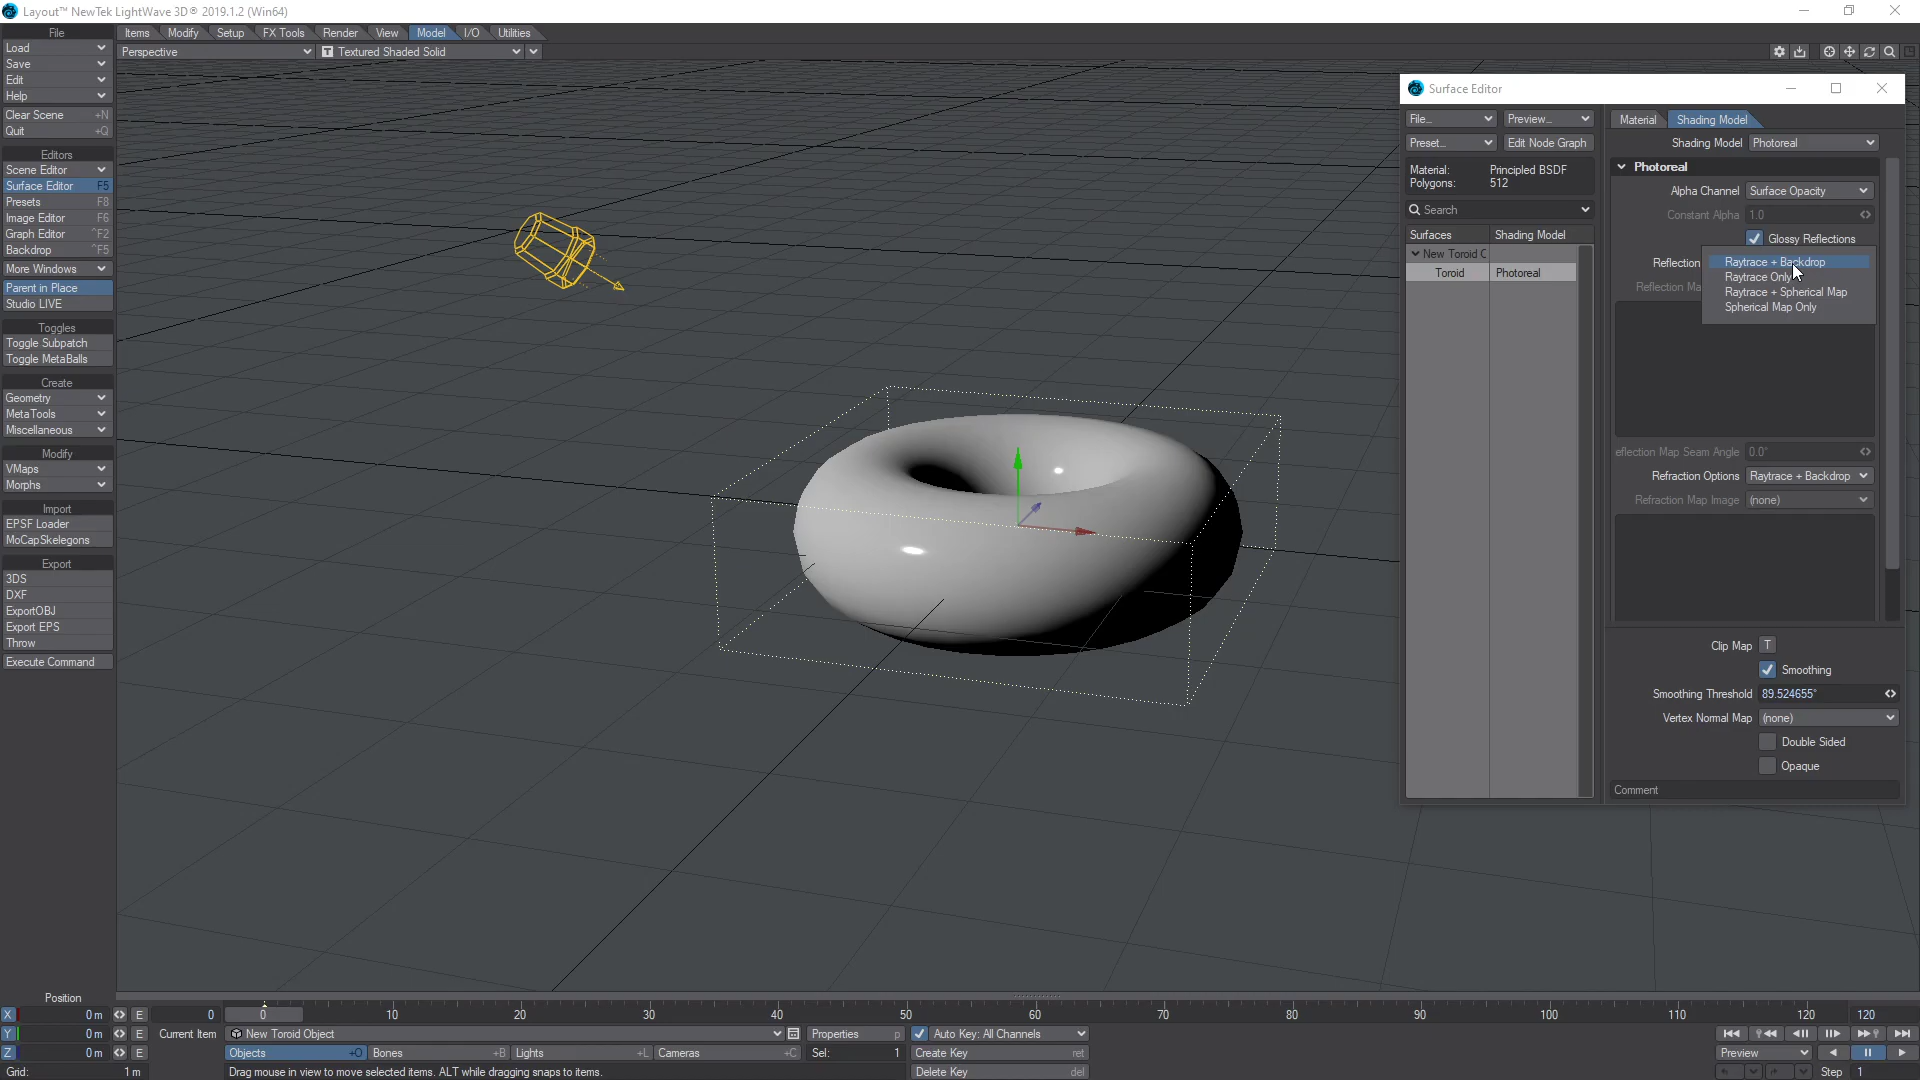 Layout™ NewTek LightWave 3D® 2019.1.2 (Win64)
File
Items
Modify
Setup
FX Tools
Render
View
Model
I/O
Utilities
Load
Perspective
T Textured Shaded Solid
Save
Edit
Help
Clear Scene +N
Quit +Q
Editors
Scene Editor
Surface Editor F5
Presets F8
Image Editor F6
Graph Editor ^F2
Backdrop ^F5
More Windows
Parent in Place
Studio LIVE
Toggles
Toggle Subpatch
Toggle MetaBalls
Create
Geometry
MetaTools
Miscellaneous
Modify
VMaps
Morphs
Import
EPSF Loader
MoCapSkelegons
Export
3DS
DXF
ExportOBJ
Export EPS
Throw
Execute Command
Surface Editor
File...
Preview...
Preset...
Edit Node Graph
Material: Principled BSDF
Polygons: 512
Search
Surfaces
Shading Model
New Toroid C
Toroid
Photoreal
Material
Shading Model
Shading Model Photoreal
Photoreal
Alpha Channel Surface Opacity
Constant Alpha 1.0
Glossy Reflections
Reflection
Raytrace + Backdrop
Raytrace Only
Reflection Ma
Raytrace + Spherical Map
Spherical Map Only
eflection Map Seam Angle 0.0°
Refraction Options Raytrace + Backdrop
Refraction Map Image (none)
Clip Map T
Smoothing
Smoothing Threshold 89.524655°
Vertex Normal Map (none)
Double Sided
Opaque
Comment
Position
X 0 m E
0
0 10 20 30 40 50 60 70 80 90 100 110 120
120
Y 0 m E
Current Item
New Toroid Object
Properties p
Auto Key: All Channels
Z 0 m E
Objects +O
Bones +B
Lights +L
Cameras +C
Sel: 1
Create Key ret
Preview
Grid: 1 m
Drag mouse in view to move selected items. ALT while dragging snaps to items.
Delete Key del
Step 1